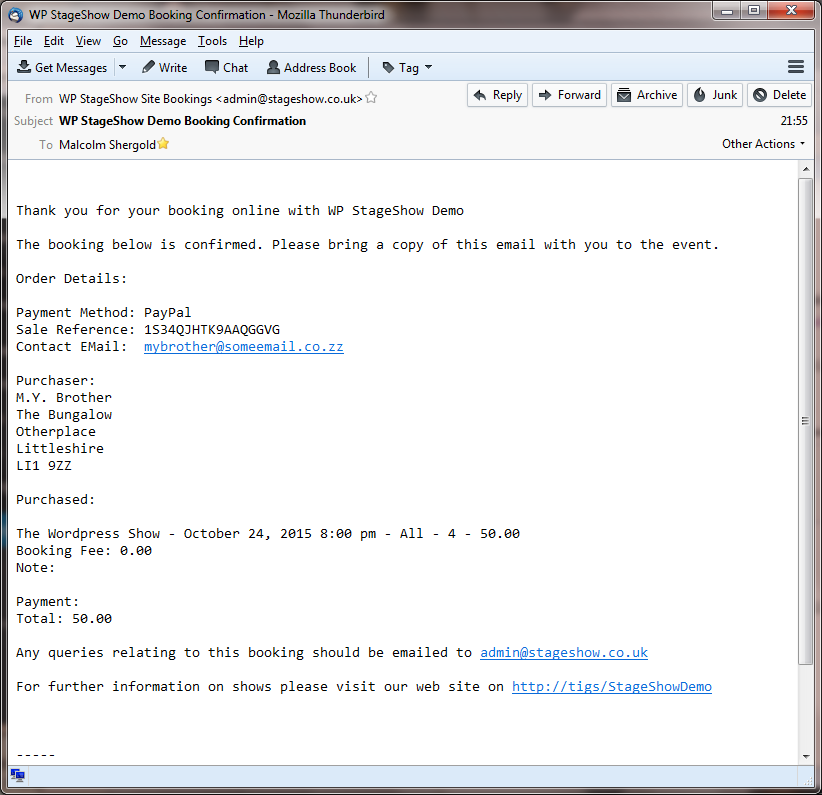 WP StageShow Demo Booking Confirmation - Mozilla Thunderbird
File Edit View Go Message Tools Help
Get Messages Write Chat Address Book Tag
From WP StageShow Site Bookings <admin@stageshow.co.uk> Reply Forward Archive Junk Delete
Subject WP StageShow Demo Booking Confirmation 21:55
To Malcolm Shergold Other Actions
Thank you for your booking online with WP StageShow Demo
The booking below is confirmed. Please bring a copy of this email with you to the event.
Order Details:
Payment Method: PayPal
Sale Reference: 1S34QJHTK9AAQGGVG
Contact EMail: mybrother@someemail.co.zz
Purchaser:
M.Y. Brother
The Bungalow
Otherplace
Littleshire
LI1 9ZZ
Purchased:
The Wordpress Show - October 24, 2015 8:00 pm - All - 4 - 50.00
Booking Fee: 0.00
Note:
Payment:
Total: 50.00
Any queries relating to this booking should be emailed to admin@stageshow.co.uk
For further information on shows please visit our web site on http://tigs/StageShowDemo
-----